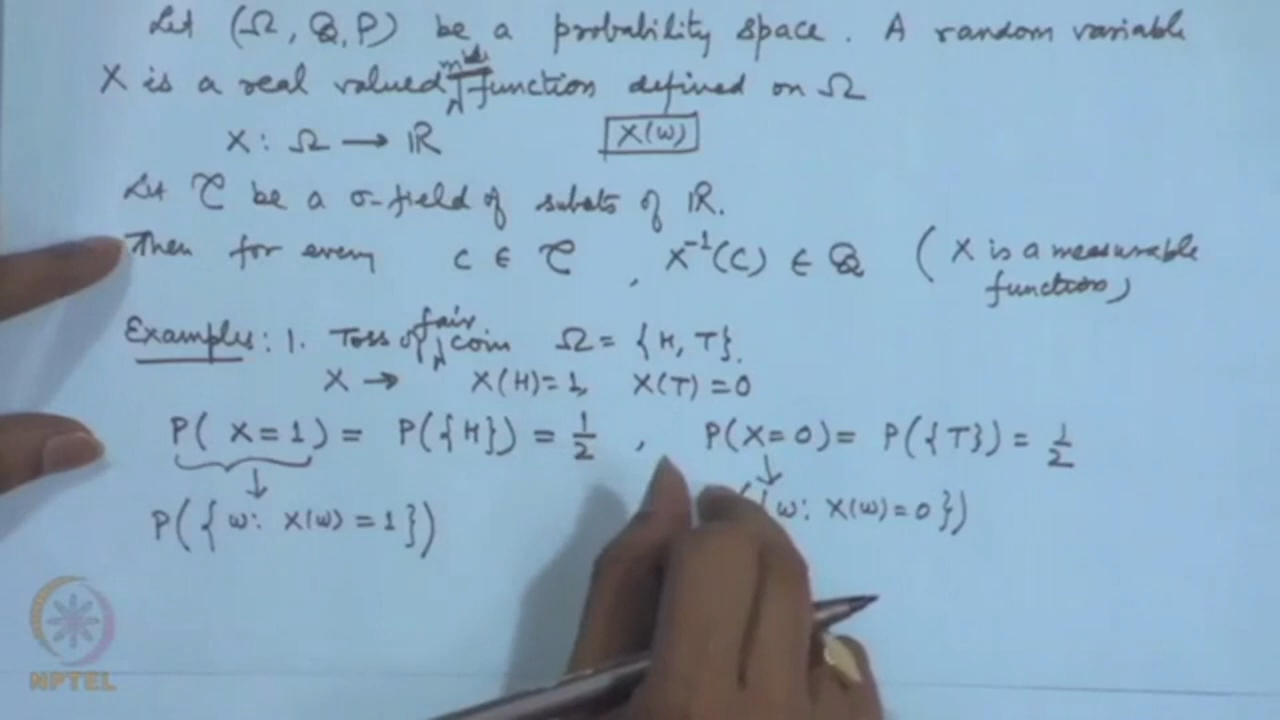 Let (Ω, Q, P) be a probability space. A random variable
X is a real valued function defined on Ω
X : Ω → ℝ X(ω)
Let 𝒞 be a σ-field of subsets of ℝ.
Then for every C ∈ 𝒞 , X⁻¹(C) ∈ Q ( X is a measurable
function)
Examples: 1. Toss of fair coin Ω = {H, T}.
X → X(H)=1, X(T)=0
P( X=1) = P({H}) = 1/2 , P(X=0) = P({T}) = 1/2
P({ω: X(ω)=1}) ω: X(ω)=0})
NPTEL